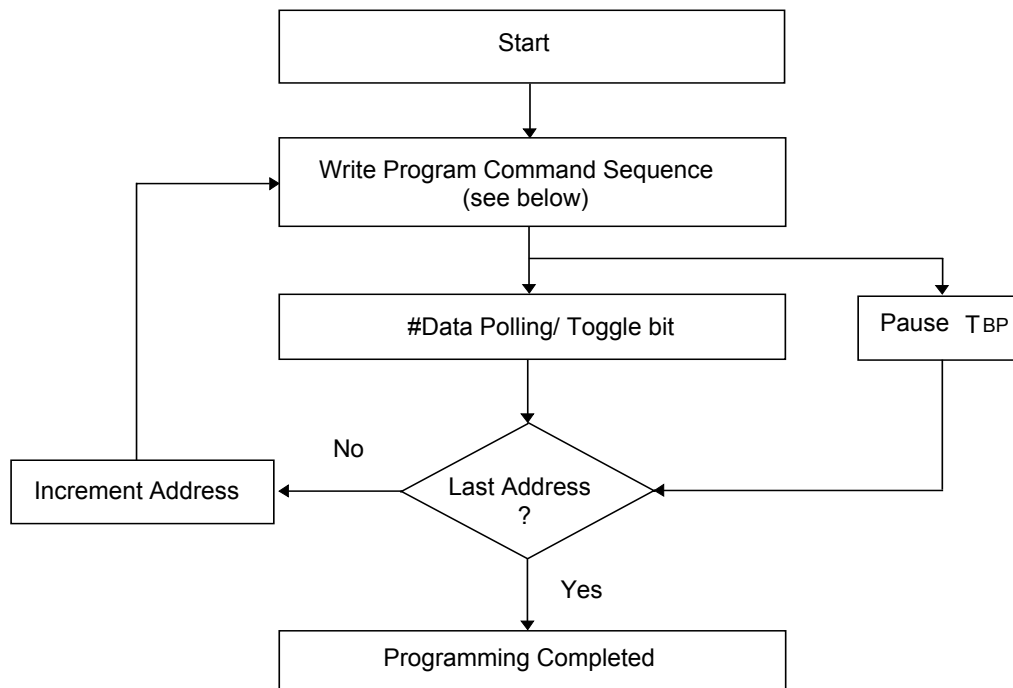 Start
Write Program Command Sequence
(see below)
#Data Polling/ Toggle bit
Pause TBP
No
Increment Address
Last Address
?
Yes
Programming Completed